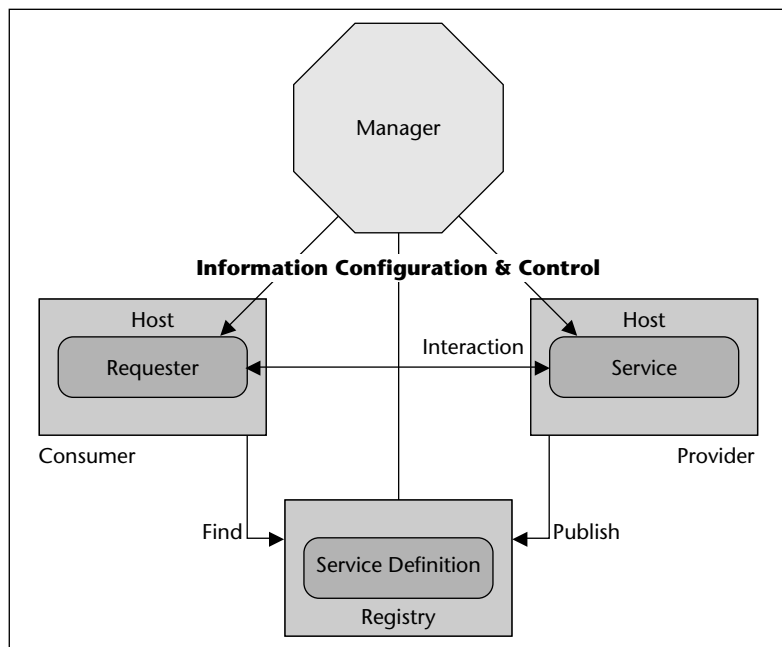 Manager
Information Configuration & Control
Host
Host
Requester
Interaction
Service
Consumer
Provider
Find
Service Definition
Publish
Registry